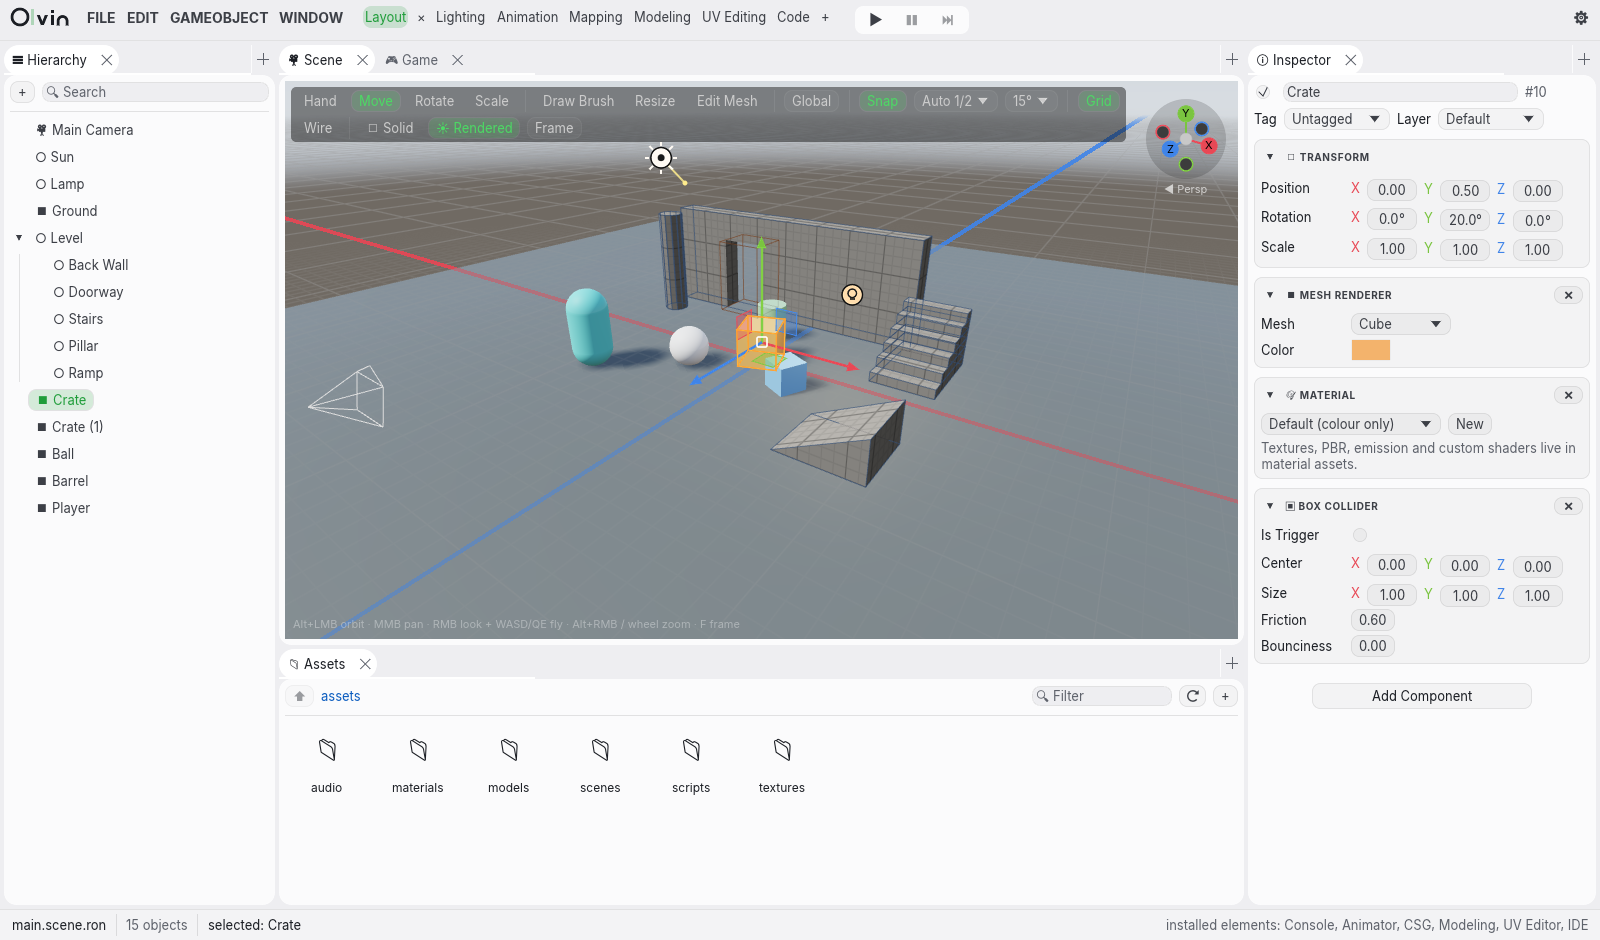 Olvin FILE EDIT GAMEOBJECT WINDOW Layout × Lighting Animation Mapping Modeling UV Editing Code +
Hierarchy
+ Search
Main Camera
Sun
Lamp
Ground
Level
Back Wall
Doorway
Stairs
Pillar
Ramp
Crate
Crate (1)
Ball
Barrel
Player
Scene Game
Hand Move Rotate Scale Draw Brush Resize Edit Mesh Global Snap Auto 1/2 15° Grid
Wire Solid Rendered Frame
Y
Z X
Persp
Alt+LMB orbit · MMB pan · RMB look + WASD/QE fly · Alt+RMB / wheel zoom · F frame
Assets
assets Filter +
audio materials models scenes scripts textures
Inspector
Crate #10
Tag Untagged Layer Default
TRANSFORM
Position X 0.00 Y 0.50 Z 0.00
Rotation X 0.0° Y 20.0° Z 0.0°
Scale X 1.00 Y 1.00 Z 1.00
MESH RENDERER
Mesh Cube
Color
MATERIAL
Default (colour only) New
Textures, PBR, emission and custom shaders live in
material assets.
BOX COLLIDER
Is Trigger
Center X 0.00 Y 0.00 Z 0.00
Size X 1.00 Y 1.00 Z 1.00
Friction 0.60
Bounciness 0.00
Add Component
main.scene.ron 15 objects selected: Crate installed elements: Console, Animator, CSG, Modeling, UV Editor, IDE